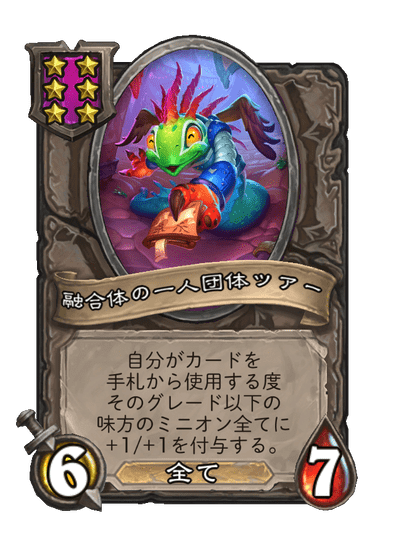 融合体の一人団体ツアー
自分がカードを
手札から使用する度
そのグレード以下の
味方のミニオン全てに
+1/+1を付与する。
全て
6
7